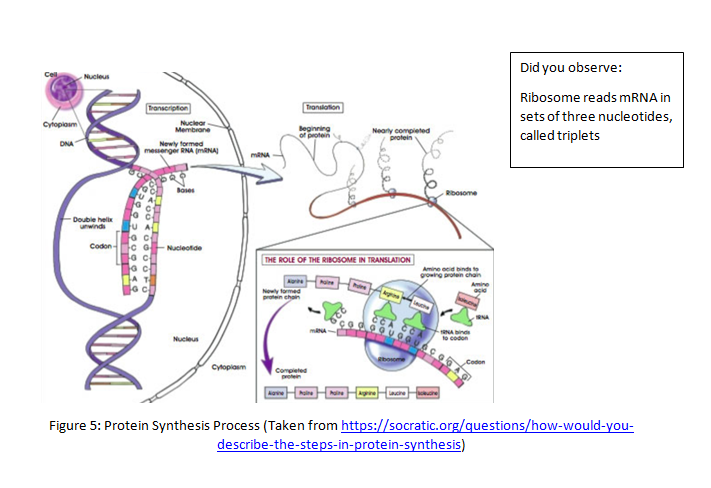 Did you observe:
Ribosome reads mRNA in
sets of three nucleotides,
called triplets
Cell
Nucleus
Cytoplasm
DNA
Transcription
Nuclear
Membrane
Newly formed
messenger RNA (mRNA)
Bases
Double helix
unwinds
Codon
Nucleotide
Nucleus
Cytoplasm
Translation
Beginning
of protein
Nearly completed
protein
mRNA
Ribosome
THE ROLE OF THE RIBOSOME IN TRANSLATION
Amino acid binds to
growing protein chain
Alanine
Proline
Proline
Arginine
Leucine
Amino
acid
Isoleucine
Newly formed
protein chain
tRNA
mRNA
tRNA binds
to codon
Ribosome
Codon
Completed
protein
Alanine Proline Proline Arginine Leucine Isoleucine
Figure 5: Protein Synthesis Process (Taken from https://socratic.org/questions/how-would-you-
describe-the-steps-in-protein-synthesis)